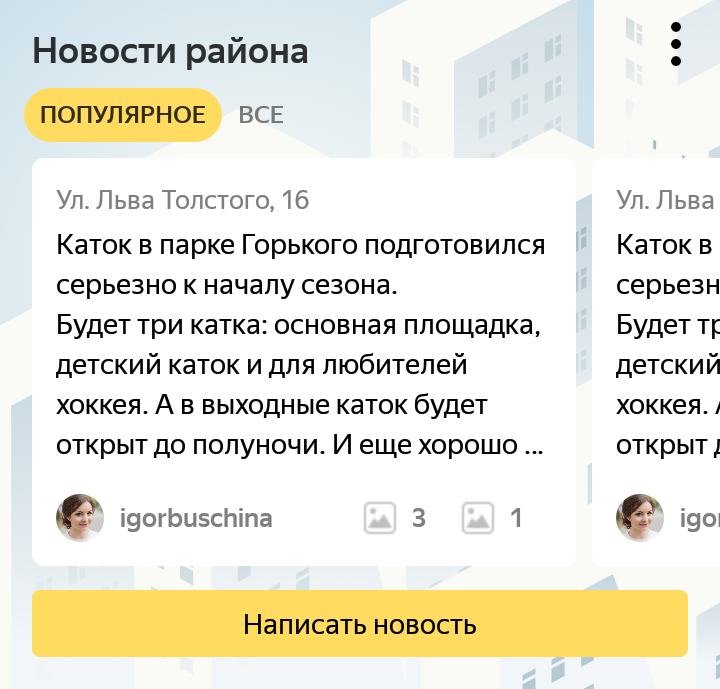 Новости района
ПОПУЛЯРНОЕ ВСЕ
Ул. Льва Толстого, 16
Каток в парке Горького подготовился
серьезно к началу сезона.
Будет три катка: основная площадка,
детский каток и для любителей
хоккея. А в выходные каток будет
открыт до полуночи. И еще хорошо ...
igorbuschina 3 1
Ул. Льва
Каток в
серьезн
Будет тр
детский
хоккея.
открыт
igor
Написать новость